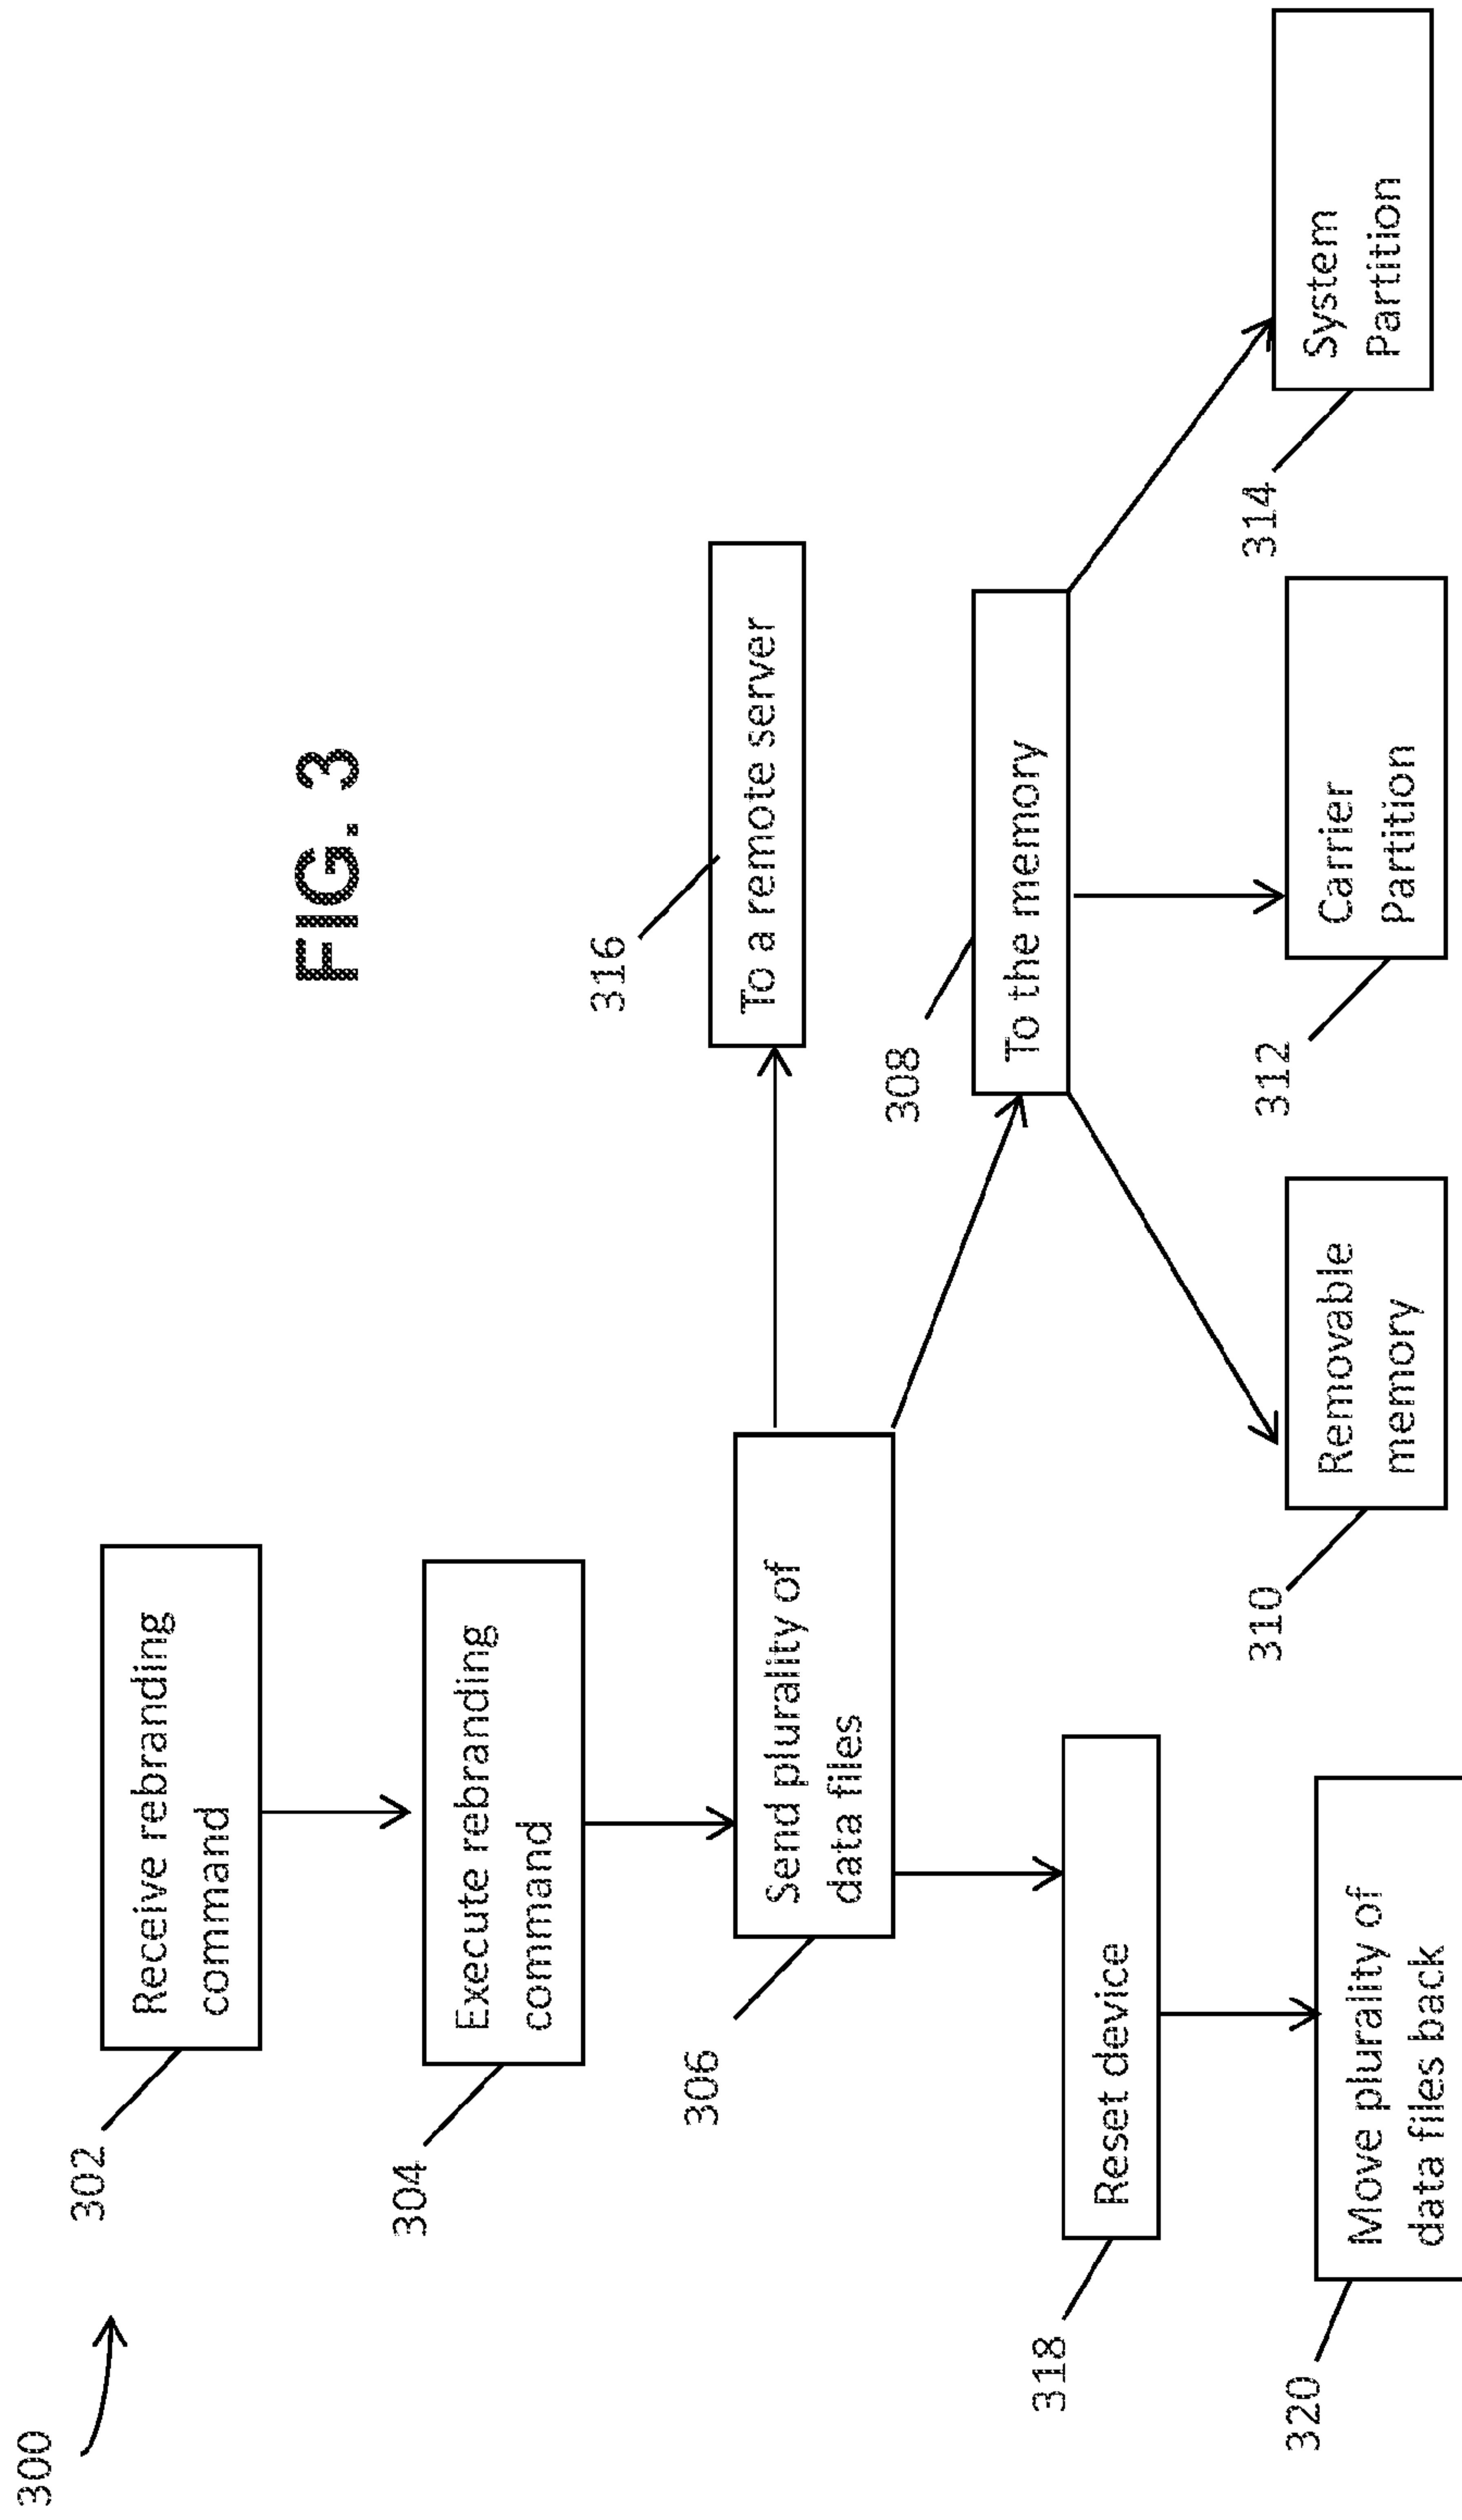 300
FIG. 3
302
Receive rebranding
command
304
Execute rebranding
command
306
Send plurality of
data files
316
To a remote server
308
To the memory
310
Removable
memory
312
Carrier
Partition
314
System
Partition
318
Reset device
320
Move plurality of
data files back